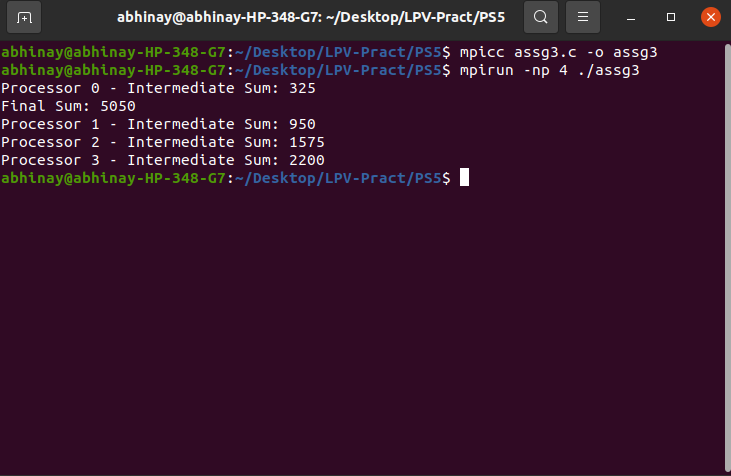 abhinay@abhinay-HP-348-G7: ~/Desktop/LPV-Pract/PS5
abhinay@abhinay-HP-348-G7:~/Desktop/LPV-Pract/PS5$ mpicc assg3.c -o assg3
abhinay@abhinay-HP-348-G7:~/Desktop/LPV-Pract/PS5$ mpirun -np 4 ./assg3
Processor 0 - Intermediate Sum: 325
Final Sum: 5050
Processor 1 - Intermediate Sum: 950
Processor 2 - Intermediate Sum: 1575
Processor 3 - Intermediate Sum: 2200
abhinay@abhinay-HP-348-G7:~/Desktop/LPV-Pract/PS5$